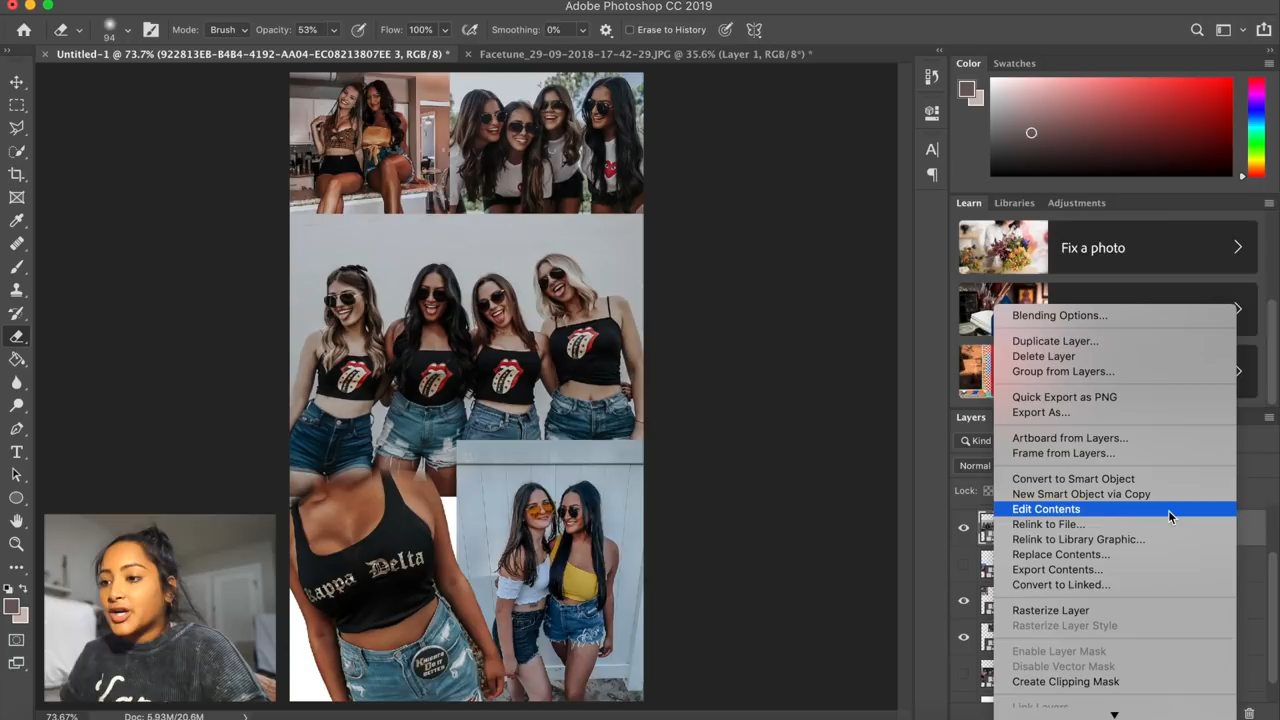 Adobe Photoshop CC 2019
94
Mode: Brush
Opacity: 53%
Flow: 100%
Smoothing: 0%
Erase to History
Untitled-1 @ 73.7% (922813EB-B4B4-4192-AA04-EC08213807EE 3, RGB/8*) *
Facetune_29-09-2018-17-42-29.JPG @ 35.6% (Layer 1, RGB/8*) *
Color
Swatches
Learn
Libraries
Adjustments
Fix a photo
Blending Options...
Duplicate Layer...
Delete Layer
Group from Layers...
Layers
Quick Export as PNG
Export As...
Artboard from Layers...
Kind
Frame from Layers...
Normal
Convert to Smart Object
Lock:
New Smart Object via Copy
Edit Contents
Relink to File...
Relink to Library Graphic...
Replace Contents...
Export Contents...
Convert to Linked...
Rasterize Layer
Rasterize Layer Style
Enable Layer Mask
Disable Vector Mask
Create Clipping Mask
Kappa Delta
KNIGHTS
DO IT
BETTER
73.67%
Doc: 5.93M/20.6M